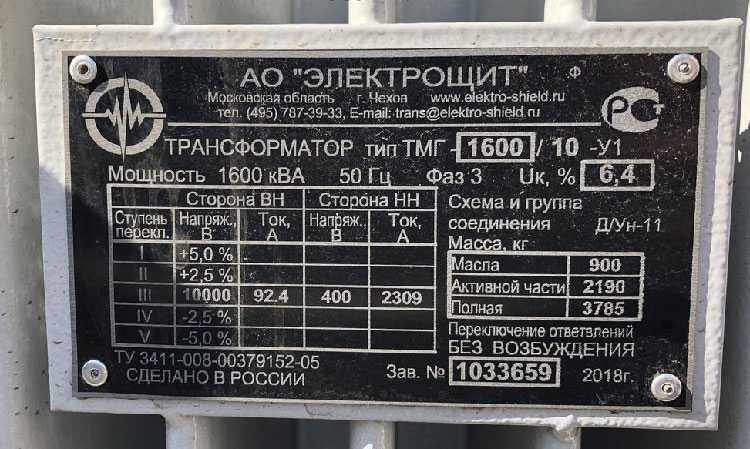 АО "ЭЛЕКТРОЩИТ" Ф
Московская область г. Чехов www.elektro-shield.ru
тел. (495) 787-39-33, E-mail: trans@elektro-shield.ru
РСТ
ТРАНСФОРМАТОР тип ТМГ - 1600 / 10 -У1
Мощность 1600 кВА 50 Гц Фаз 3 Uк, % 6,4
Сторона ВН Сторона НН
Ступень перекл. Напряж., В Ток, А Напряж., В Ток, А
I +5,0 %
II +2,5 %
III 10000 92.4 400 2309
IV -2,5 %
V -5,0 %
Схема и группа
соединения Д/Ун-11
Масса, кг
Масла 900
Активной части 2190
Полная 3785
Переключение ответвлений
БЕЗ ВОЗБУЖДЕНИЯ
ТУ 3411-008-00379152-05
СДЕЛАНО В РОССИИ
Зав. № 1033659 2018г.